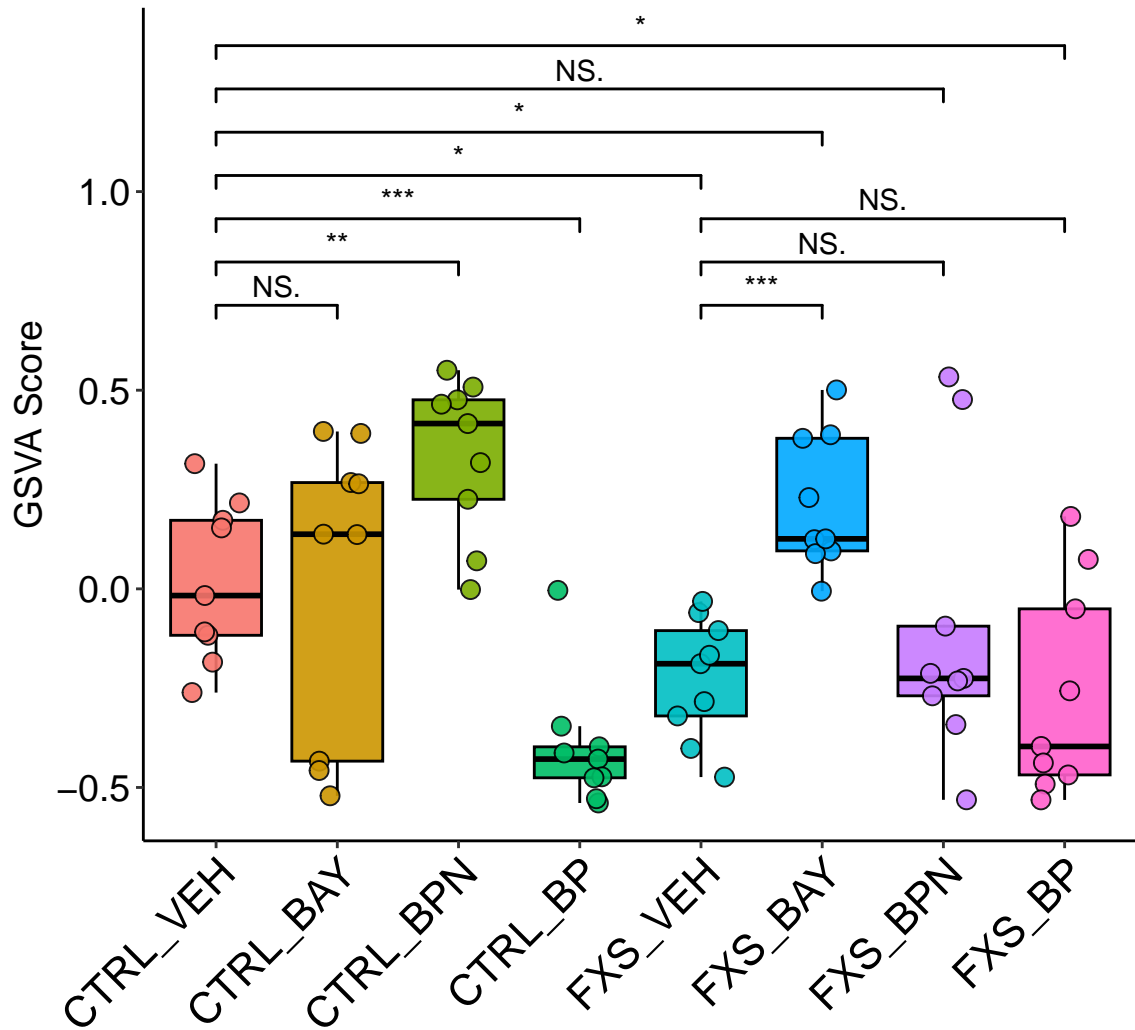 *
NS.
*
*
***
NS.
**
NS.
NS.
***
1.0
0.5
0.0
−0.5
GSVA Score
CTRL_VEH
CTRL_BAY
CTRL_BPN
CTRL_BP
FXS_VEH
FXS_BAY
FXS_BPN
FXS_BP